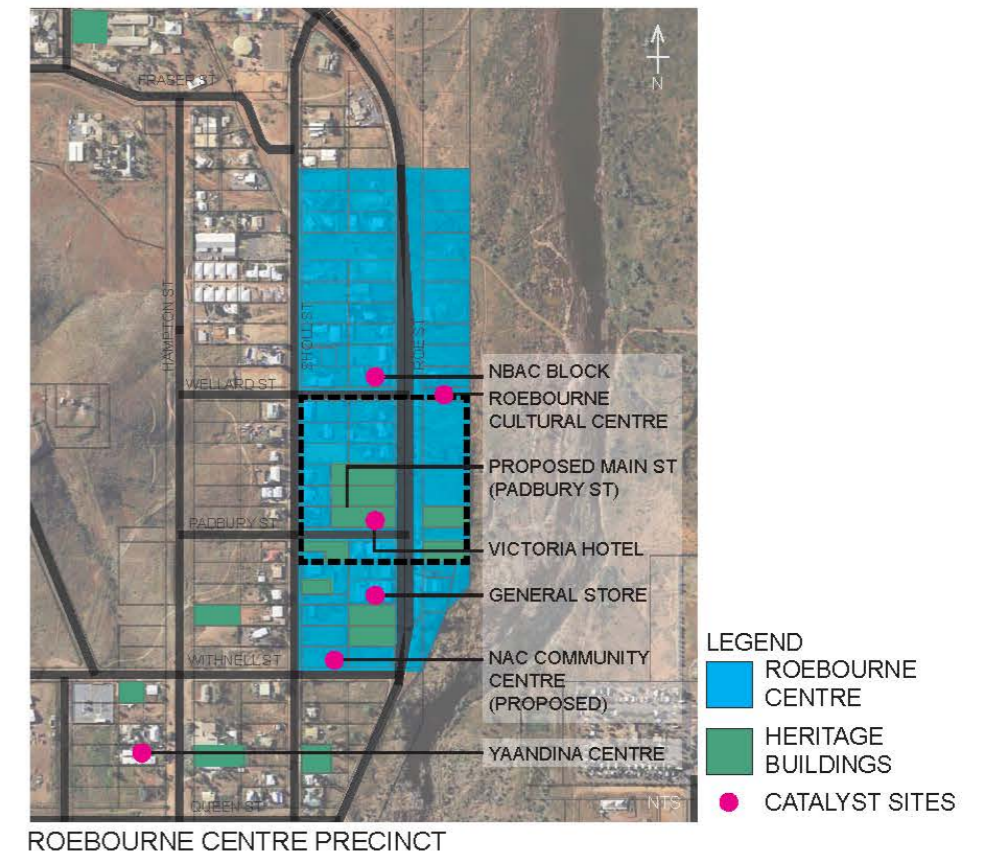 N
FRASER ST
HAMPTON ST
SHOLL ST
ROE ST
WELLARD ST
PADBURY ST
WITHNELL ST
QUEEN ST
NBAC BLOCK
ROEBOURNE
CULTURAL CENTRE
PROPOSED MAIN ST
(PADBURY ST)
VICTORIA HOTEL
GENERAL STORE
NAC COMMUNITY
CENTRE
(PROPOSED)
YAANDINA CENTRE
NTS
LEGEND
ROEBOURNE
CENTRE
HERITAGE
BUILDINGS
CATALYST SITES
ROEBOURNE CENTRE PRECINCT